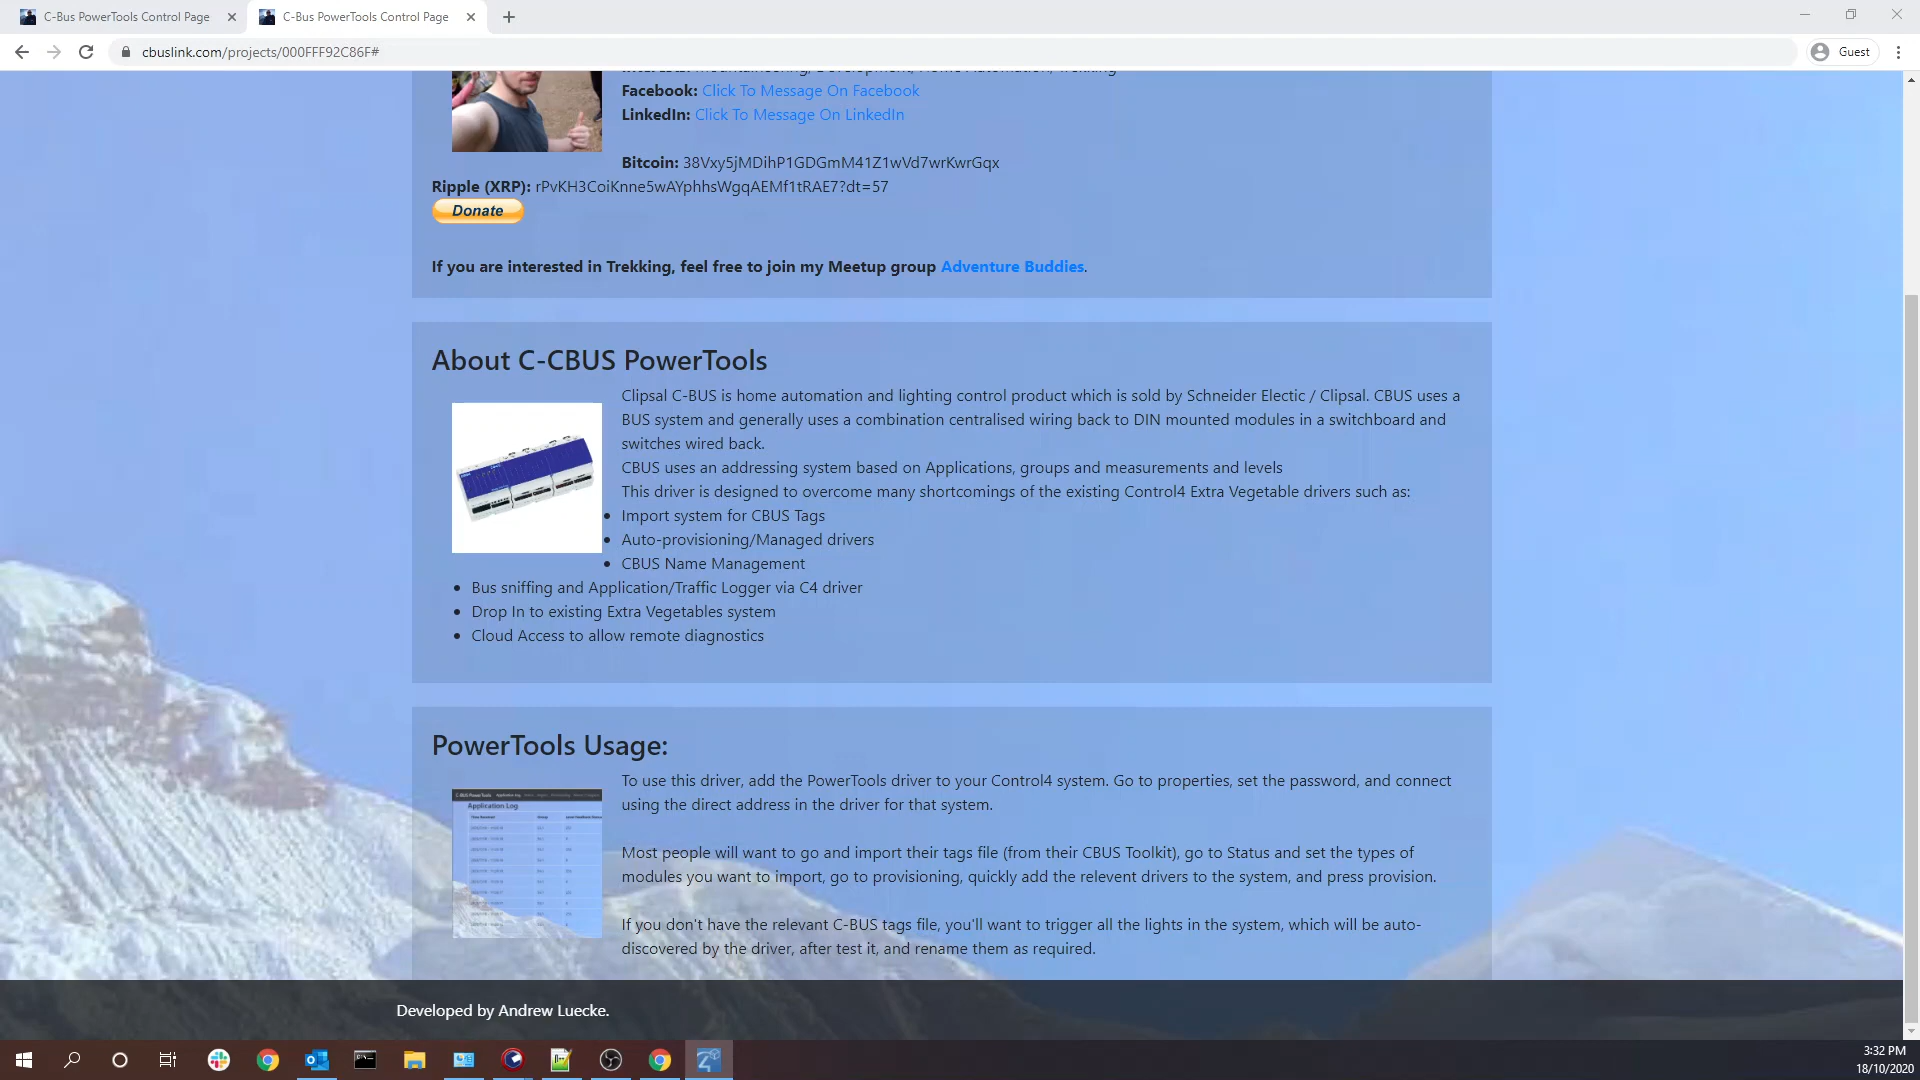 C-Bus PowerTools Control Page
C-Bus PowerTools Control Page
cbuslink.com/projects/000FFF92C86F#
Guest
Facebook: Click To Message On Facebook
LinkedIn: Click To Message On LinkedIn
Bitcoin: 38Vxy5jMDihP1GDGmM41Z1wVd7wrKwrGqx
Ripple (XRP): rPvKH3CoiKnne5wAYphhsWgqAEMf1tRAE7?dt=57
Donate
If you are interested in Trekking, feel free to join my Meetup group Adventure Buddies.
About C-CBUS PowerTools
Clipsal C-BUS is home automation and lighting control product which is sold by Schneider Electic / Clipsal. CBUS uses a
BUS system and generally uses a combination centralised wiring back to DIN mounted modules in a switchboard and
switches wired back.
CBUS uses an addressing system based on Applications, groups and measurements and levels
This driver is designed to overcome many shortcomings of the existing Control4 Extra Vegetable drivers such as:
• Import system for CBUS Tags
• Auto-provisioning/Managed drivers
• CBUS Name Management
• Bus sniffing and Application/Traffic Logger via C4 driver
• Drop In to existing Extra Vegetables system
• Cloud Access to allow remote diagnostics
PowerTools Usage:
To use this driver, add the PowerTools driver to your Control4 system. Go to properties, set the password, and connect
using the direct address in the driver for that system.
Most people will want to go and import their tags file (from their CBUS Toolkit), go to Status and set the types of
modules you want to import, go to provisioning, quickly add the relevent drivers to the system, and press provision.
If you don't have the relevant C-BUS tags file, you'll want to trigger all the lights in the system, which will be auto-
discovered by the driver, after test it, and rename them as required.
Application Log
Developed by Andrew Luecke.
3:32 PM
18/10/2020